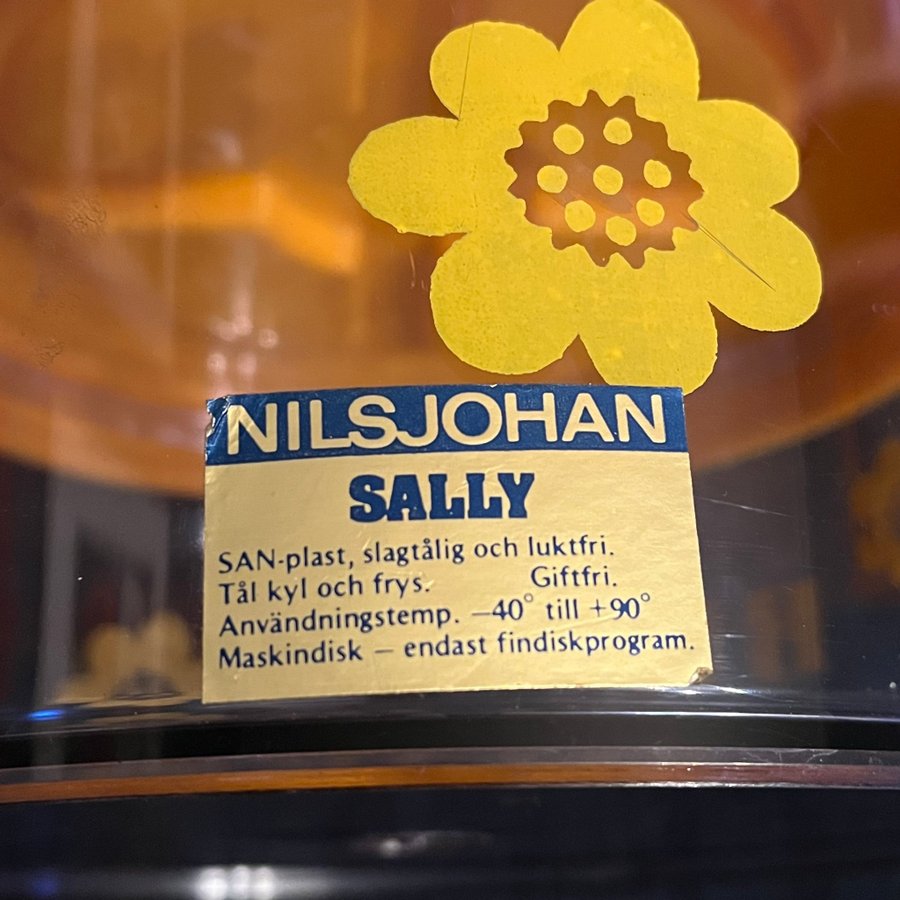 NILSJOHAN
SALLY
SAN-plast, slagtålig och luktfri.
Tål kyl och frys. Giftfri.
Användningstemp. –40° till +90°
Maskindisk – endast findiskprogram.